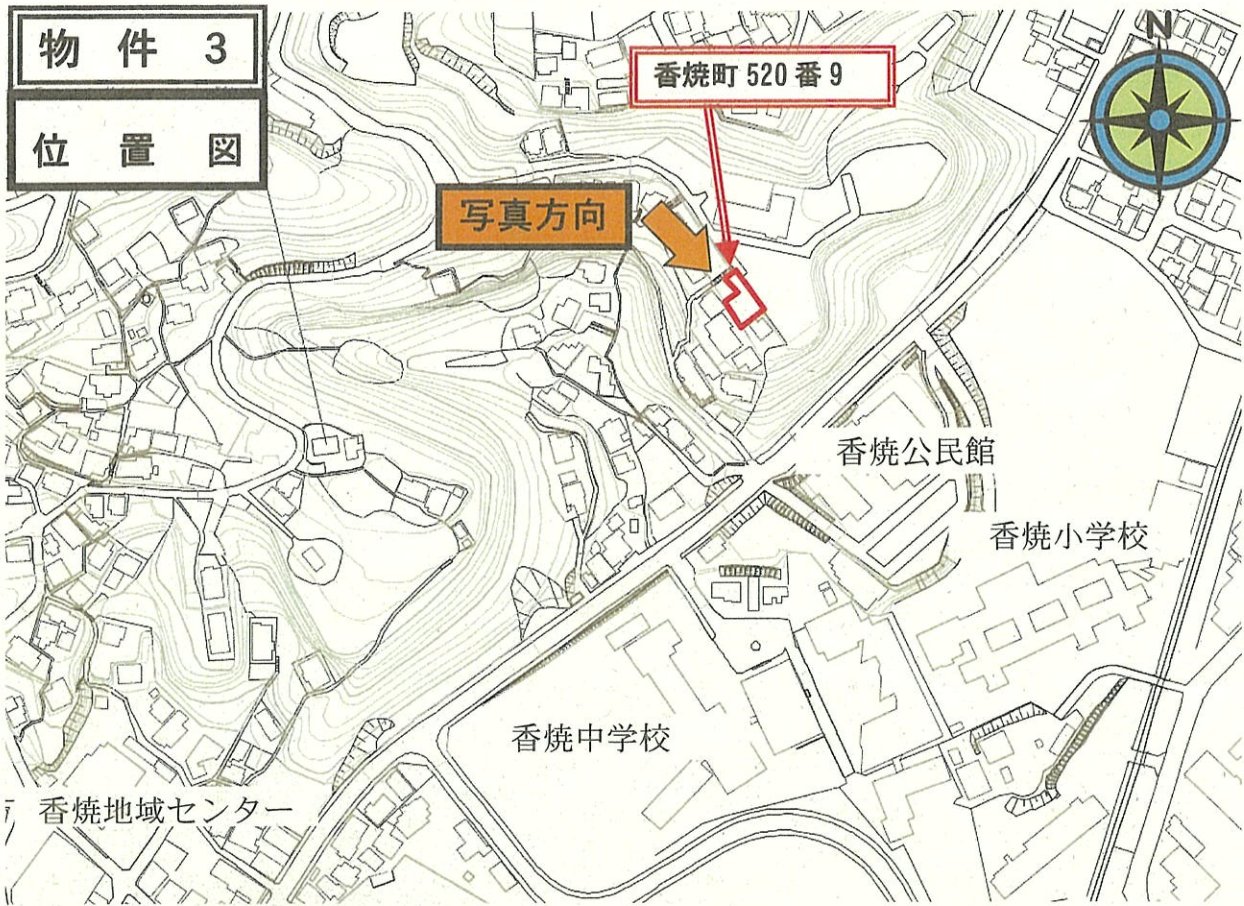 物件 3
位置図
香焼町 520 番 9
N
写真方向
香焼公民館
香焼小学校
香焼中学校
香焼地域センター